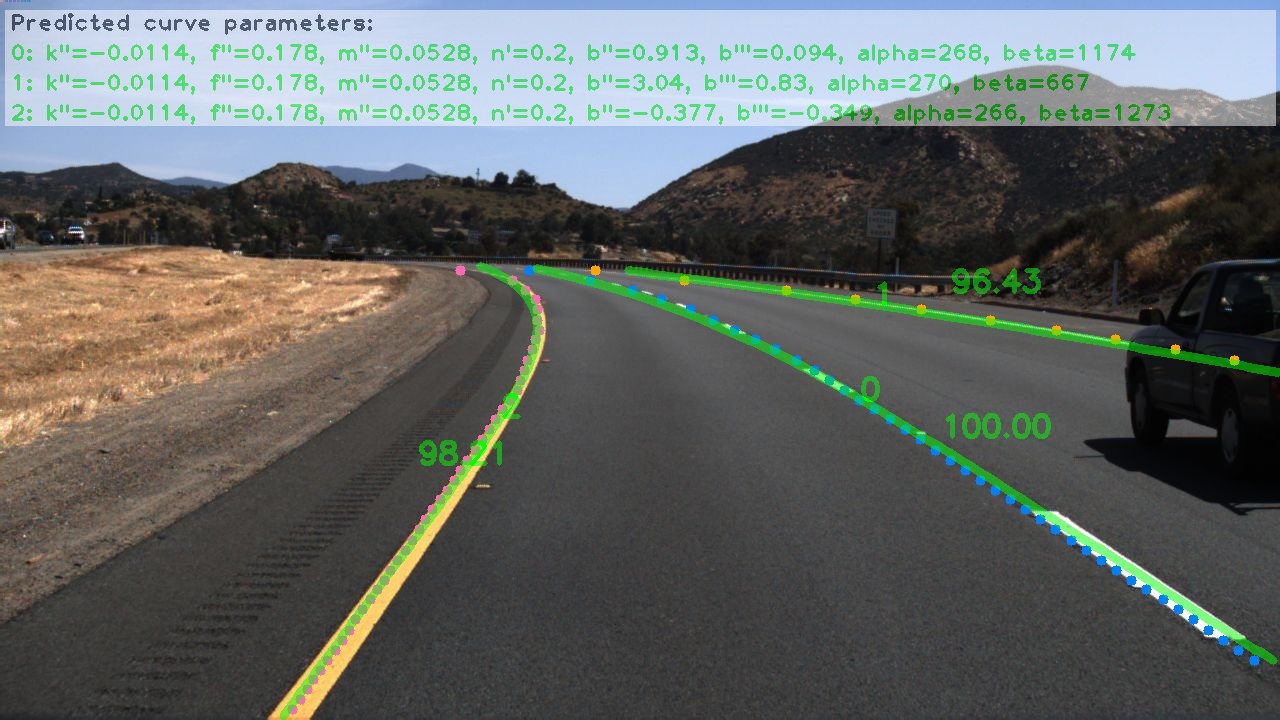 Predicted curve parameters:
0: k"=-0.0114, f"=0.178, m"=0.0528, n'=0.2, b"=0.913, b'"=0.094, alpha=268, beta=1174
1: k"=-0.0114, f"=0.178, m"=0.0528, n'=0.2, b"=3.04, b'"=0.83, alpha=270, beta=667
2: k"=-0.0114, f"=0.178, m"=0.0528, n'=0.2, b"=-0.377, b'"=-0.349, alpha=266, beta=1273
96.43
1
0
2
100.00
98.21